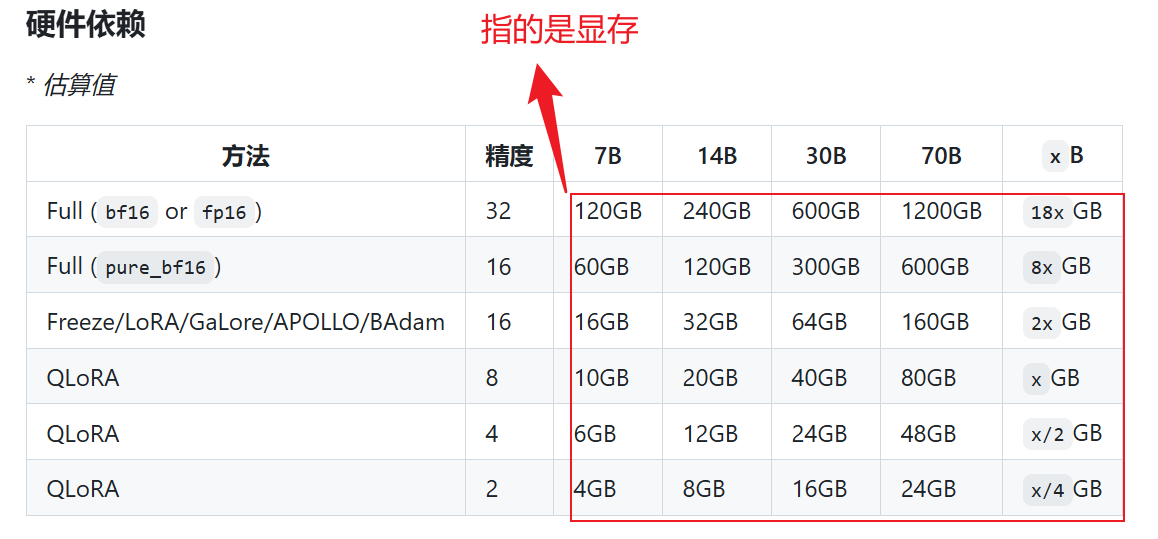 硬件依赖
指的是显存
* 估算值
方法 精度 7B 14B 30B 70B x B
Full ( bf16 or fp16 ) 32 120GB 240GB 600GB 1200GB 18x GB
Full ( pure_bf16 ) 16 60GB 120GB 300GB 600GB 8x GB
Freeze/LoRA/GaLore/APOLLO/BAdam 16 16GB 32GB 64GB 160GB 2x GB
QLoRA 8 10GB 20GB 40GB 80GB x GB
QLoRA 4 6GB 12GB 24GB 48GB x/2 GB
QLoRA 2 4GB 8GB 16GB 24GB x/4 GB